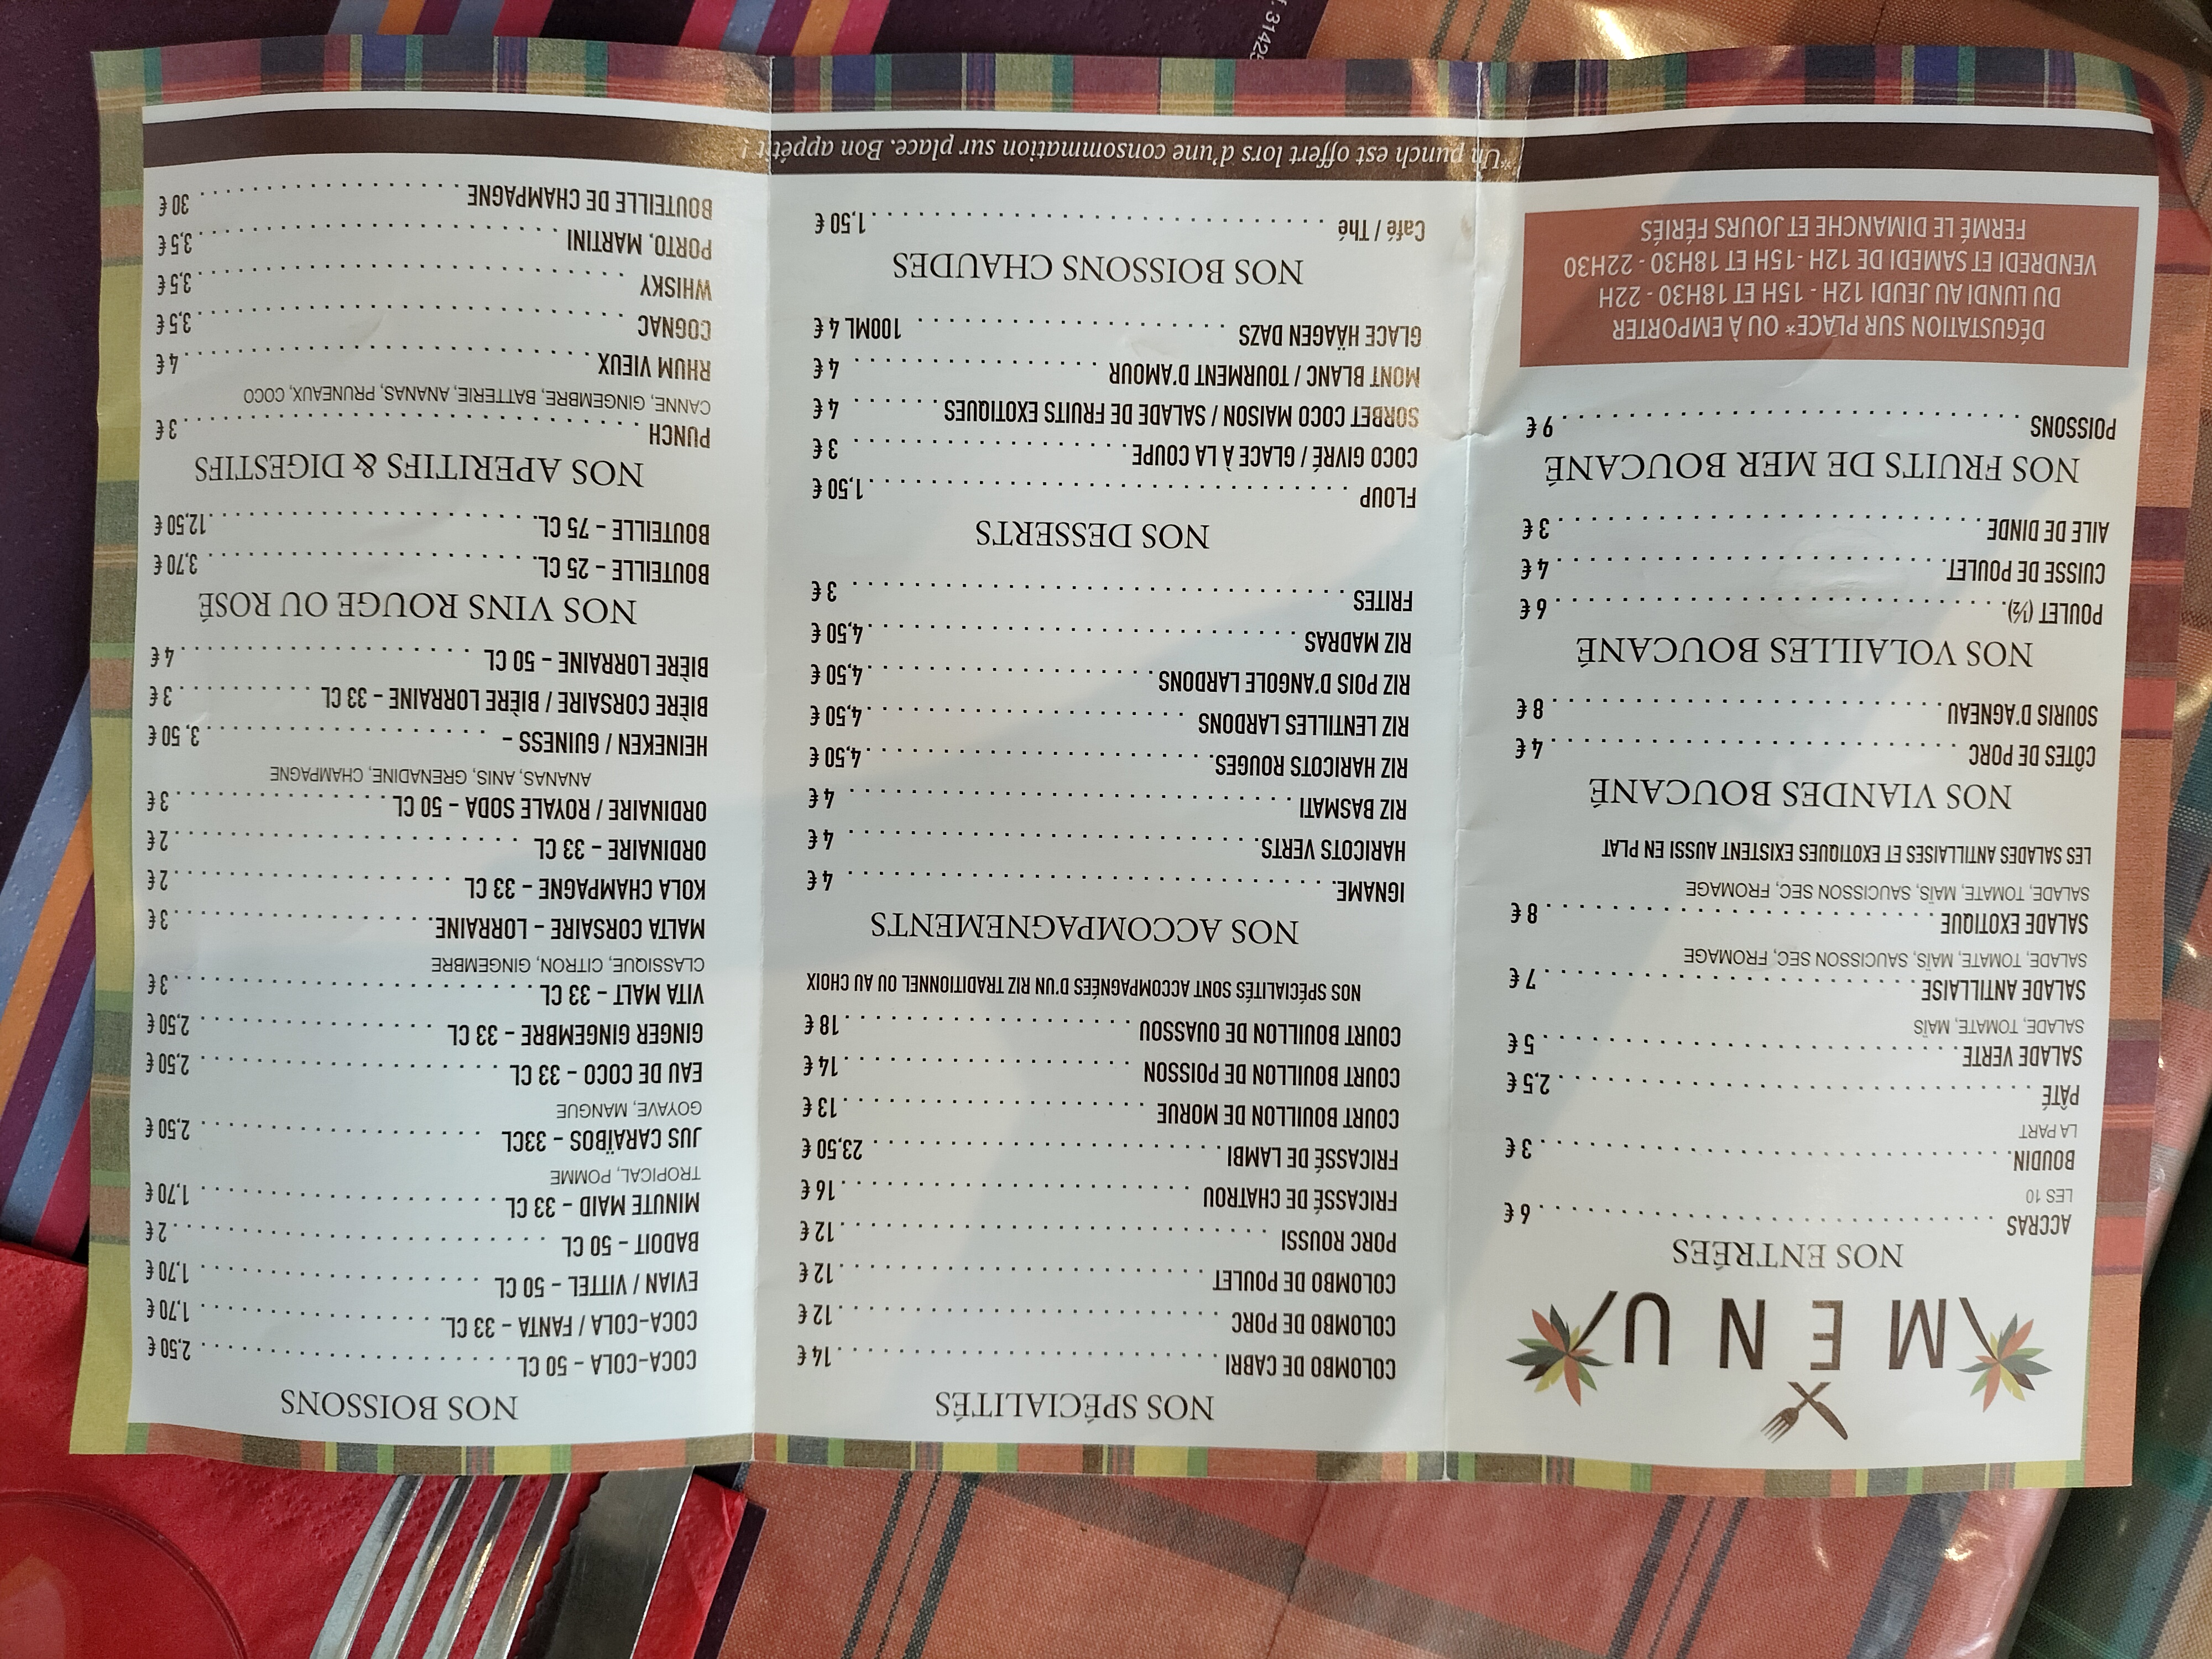 MENU
NOS ENTRÉES
ACCRAS 6 €
LES 10
BOUDIN 3 €
LA PART
PÂTÉ 2,5 €
SALADE VERTE 5 €
SALADE, TOMATE, MAÏS
SALADE ANTILLAISE 7 €
SALADE, TOMATE, MAÏS, SAUCISSON SEC, FROMAGE
SALADE EXOTIQUE 8 €
SALADE, TOMATE, MAÏS, SAUCISSON SEC, FROMAGE
LES SALADES ANTILLAISES ET EXOTIQUES EXISTENT AUSSI EN PLAT
NOS VIANDES BOUCANÉ
CÔTES DE PORC 4 €
SOURIS D'AGNEAU 8 €
NOS VOLAILLES BOUCANÉ
POULET (½) 6 €
CUISSE DE POULET 4 €
AILE DE DINDE 3 €
NOS FRUITS DE MER BOUCANÉ
POISSONS 9 €
DÉGUSTATION SUR PLACE* OU À EMPORTER
DU LUNDI AU JEUDI 12H - 15H ET 18H30 - 22H
VENDREDI ET SAMEDI DE 12H -15H ET 18H30 - 22H30
FERMÉ LE DIMANCHE ET JOURS FÉRIÉS
NOS SPÉCIALITÉS
COLOMBO DE CABRI 14 €
COLOMBO DE PORC 12 €
COLOMBO DE POULET 12 €
PORC ROUSSI 12 €
FRICASSÉ DE CHATROU 16 €
FRICASSÉ DE LAMBI 23,50 €
COURT BOUILLON DE MORUE 13 €
COURT BOUILLON DE POISSON 14 €
COURT BOUILLON DE OUASSOU 18 €
NOS SPÉCIALITÉS SONT ACCOMPAGNÉES D'UN RIZ TRADITIONNEL OU AU CHOIX
NOS ACCOMPAGNEMENTS
IGNAME 4 €
HARICOTS VERTS 4 €
RIZ BASMATI 4 €
RIZ HARICOTS ROUGES 4,50 €
RIZ LENTILLES LARDONS 4,50 €
RIZ POIS D'ANGOLE LARDONS 4,50 €
RIZ MADRAS 4,50 €
FRITES 3 €
NOS DESSERTS
FLOUP 1,50 €
COCO GIVRÉ / GLACE À LA COUPE 3 €
SORBET COCO MAISON / SALADE DE FRUITS EXOTIQUES 4 €
MONT BLANC / TOURMENT D'AMOUR 4 €
GLACE HÄAGEN DAZS 100ML 4 €
NOS BOISSONS CHAUDES
Café / Thé 1,50 €
*Un punch est offert lors d'une consommation sur place. Bon appétit !
NOS BOISSONS
COCA-COLA - 50 CL 2,50 €
COCA-COLA / FANTA - 33 CL 1,70 €
EVIAN / VITTEL - 50 CL 1,70 €
BADOIT - 50 CL 2 €
MINUTE MAID - 33 CL 1,70 €
TROPICAL, POMME
JUS CARAÏBOS - 33CL 2,50 €
GOYAVE, MANGUE
EAU DE COCO - 33 CL 2,50 €
GINGER GINGEMBRE - 33 CL 2,50 €
VITA MALT - 33 CL 3 €
CLASSIQUE, CITRON, GINGEMBRE
MALTA CORSAIRE - LORRAINE 3 €
KOLA CHAMPAGNE - 33 CL 2 €
ORDINAIRE - 33 CL 2 €
ORDINAIRE / ROYALE SODA - 50 CL 3 €
ANANAS, ANIS, GRENADINE, CHAMPAGNE
HEINEKEN / GUINESS - 3, 50 €
BIÈRE CORSAIRE / BIÈRE LORRAINE - 33 CL 3 €
BIÈRE LORRAINE - 50 CL 4 €
NOS VINS ROUGE OU ROSÉ
BOUTEILLE - 25 CL 3,70 €
BOUTEILLE - 75 CL 12,50 €
NOS APERITIFS & DIGESTIFS
PUNCH 3 €
CANNE, GINGEMBRE, BATTERIE, ANANAS, PRUNEAUX, COCO
RHUM VIEUX 4 €
COGNAC 3,5 €
WHISKY 3,5 €
PORTO, MARTINI 3,5 €
BOUTEILLE DE CHAMPAGNE 30 €